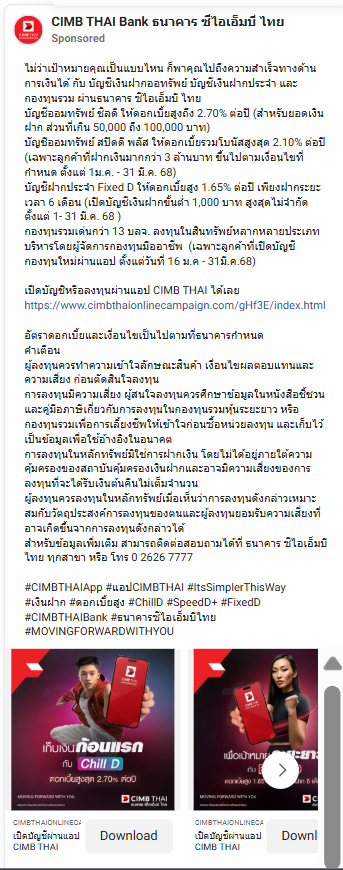 CIMB THAI Bank ธนาคาร ซีไอเอ็มบี ไทย
Sponsored
ไม่ว่าเป้าหมายคุณเป็นแบบไหน ก็พาคุณไปถึงความสำเร็จทางด้าน
การเงินได้ กับ บัญชีเงินฝากออมทรัพย์ บัญชีเงินฝากประจำ และ
กองทุนรวม ผ่านธนาคาร ซีไอเอ็มบี ไทย
บัญชีออมทรัพย์ ชิลดี ให้ดอกเบี้ยสูงถึง 2.70% ต่อปี (สำหรับยอดเงิน
ฝาก ส่วนที่เกิน 50,000 ถึง 100,000 บาท)
บัญชีออมทรัพย์ สปีดดี พลัส ให้ดอกเบี้ยรวมโบนัสสูงสุด 2.10% ต่อปี
(เฉพาะลูกค้าที่ฝากเงินมากกว่า 3 ล้านบาท ขึ้นไปตามเงื่อนไขที่
กำหนด ตั้งแต่ 1ม.ค. - 31 มี.ค. 68)
บัญชีฝากประจำ Fixed D ให้ดอกเบี้ยสูง 1.65% ต่อปี เพียงฝากระยะ
เวลา 6 เดือน (เปิดบัญชีเงินฝากขั้นต่ำ 1,000 บาท สูงสุดไม่จำกัด
ตั้งแต่ 1- 31 มี.ค. 68 )
กองทุนรวมเด่นกว่า 13 บลจ. ลงทุนในสินทรัพย์หลากหลายประเภท
บริหารโดยผู้จัดการกองทุนมืออาชีพ (เฉพาะลูกค้าที่เปิดบัญชี
กองทุนใหม่ผ่านแอป ตั้งแต่วันที่ 16 ม.ค - 31มี.ค.68)
เปิดบัญชีหรือลงทุนผ่านแอป CIMB THAI ได้เลย
https://www.cimbthaionlinecampaign.com/gHf3E/index.html
อัตราดอกเบี้ยและเงื่อนไขเป็นไปตามที่ธนาคารกำหนด
คำเตือน
ผู้ลงทุนควรทำความเข้าใจลักษณะสินค้า เงื่อนไขผลตอบแทนและ
ความเสี่ยง ก่อนตัดสินใจลงทุน
การลงทุนมีความเสี่ยง ผู้สนใจลงทุนควรศึกษาข้อมูลในหนังสือชี้ชวน
และคู่มือภาษีเกี่ยวกับการลงทุนในกองทุนรวมหุ้นระยะยาว หรือ
กองทุนรวมเพื่อการเลี้ยงชีพให้เข้าใจก่อนซื้อหน่วยลงทุน และเก็บไว้
เป็นข้อมูลเพื่อใช้อ้างอิงในอนาคต
การลงทุนในหลักทรัพย์มิใช่การฝากเงิน โดยไม่ได้อยู่ภายใต้ความ
คุ้มครองของสถาบันคุ้มครองเงินฝากและอาจมีความเสี่ยงของการ
ลงทุนที่จะได้รับเงินต้นคืนไม่เต็มจำนวน
ผู้ลงทุนควรลงทุนในหลักทรัพย์เมื่อเห็นว่าการลงทุนดังกล่าวเหมาะ
สมกับวัตถุประสงค์การลงทุนของตนและผู้ลงทุนยอมรับความเสี่ยงที่
อาจเกิดขึ้นจากการลงทุนดังกล่าวได้
สำหรับข้อมูลเพิ่มเติม สามารถติดต่อสอบถามได้ที่ ธนาคาร ซีไอเอ็มบี
ไทย ทุกสาขา หรือ โทร 0 2626 7777
#CIMBTHAIApp #แอปCIMBTHAI #ItsSimplerThisWay
#เงินฝาก #ดอกเบี้ยสูง #ChillD #SpeedD+ #FixedD
#CIMBTHAIBank #ธนาคารซีไอเอ็มบีไทย
#MOVINGFORWARDWITHYOU
เก็บเงินก้อนแรก
กับ Chill D
ดอกเบี้ยสูงสุด 2.70% ต่อปี
MOVING FORWARD WITH YOU
CIMB THAI
เพื่อเป้าหมายระยะยาว
MOVING FORWARD WITH YOU
CIMB THAI
CIMBTHAIONLINECA
เปิดบัญชีผ่านแอป
CIMB THAI
Download
CIMBTHAIONLINECA
เปิดบัญชีผ่านแอป
CIMB THAI
Downl